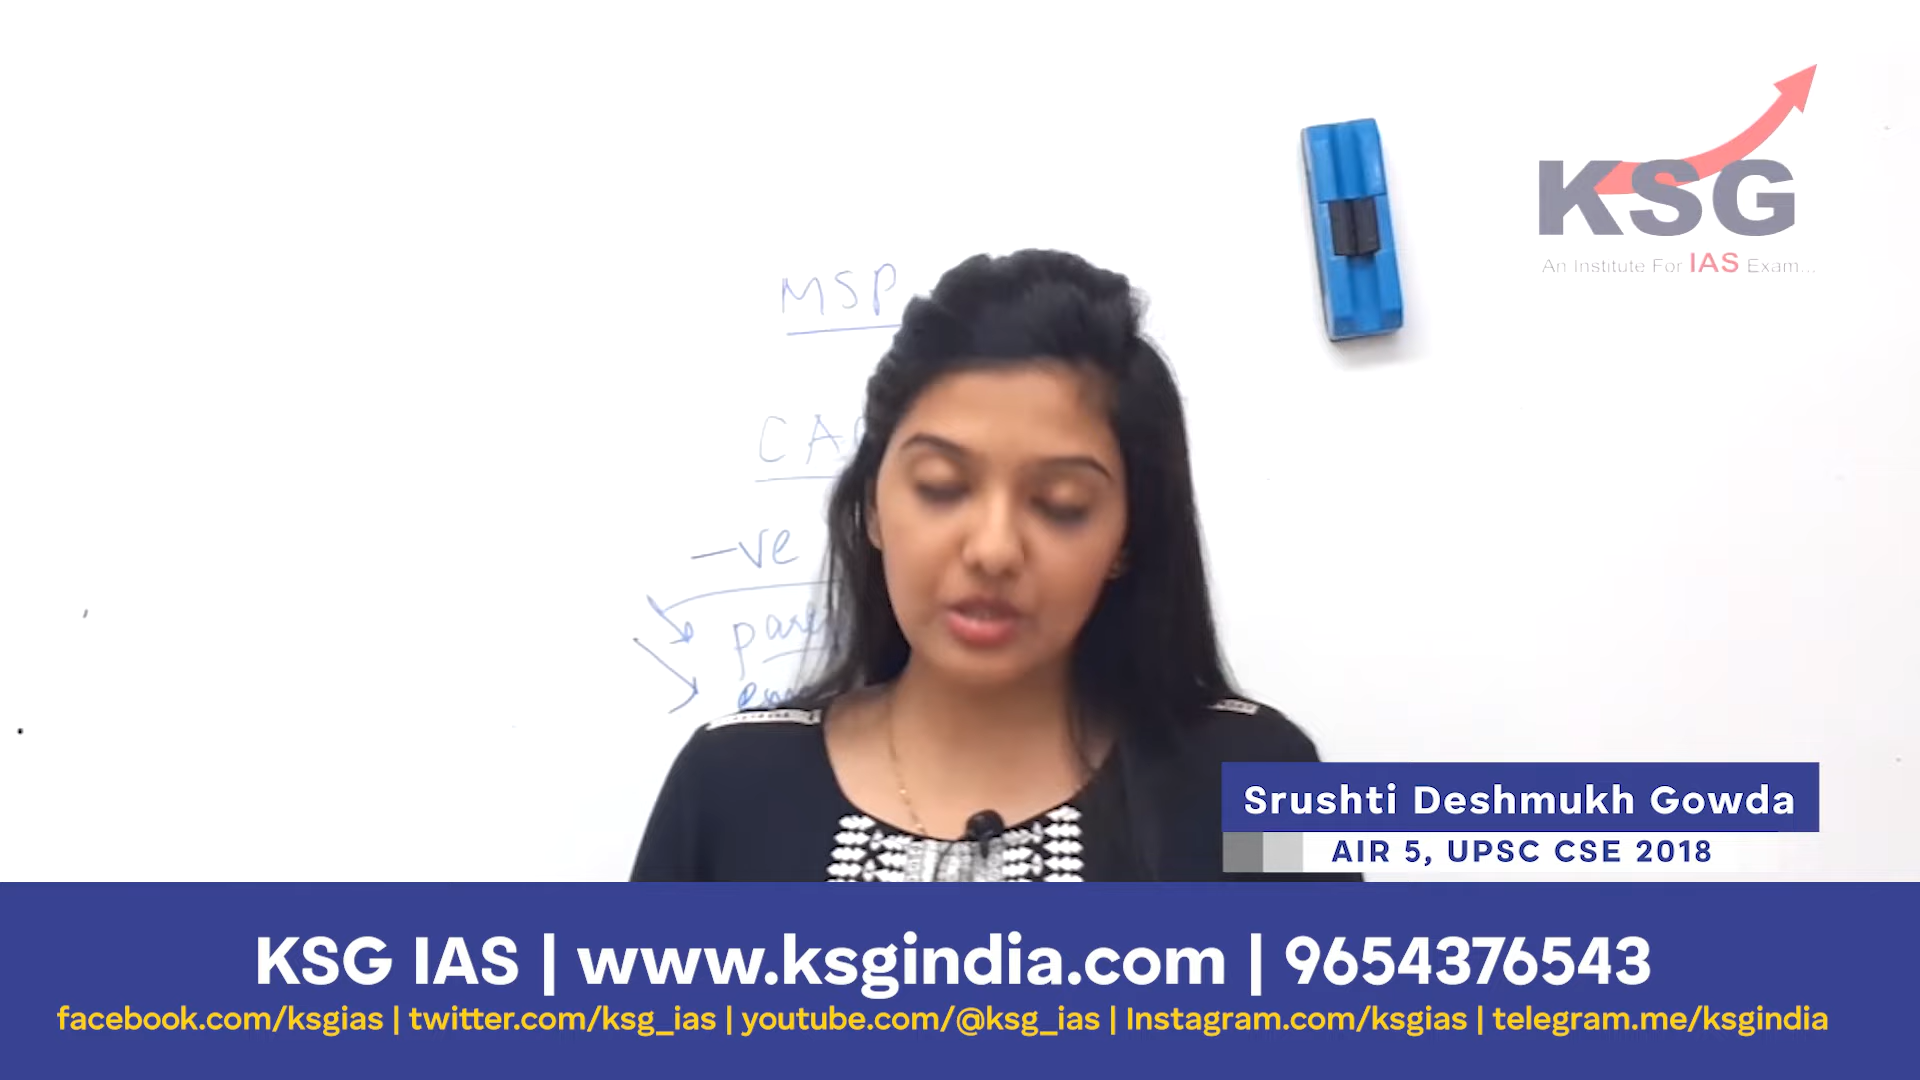 KSG
An Institute For IAS Exam...
MSP
-ve
Srushti Deshmukh Gowda
AIR 5, UPSC CSE 2018
KSG IAS | www.ksgindia.com | 9654376543
facebook.com/ksgias | twitter.com/ksg_ias | youtube.com/@ksg_ias | Instagram.com/ksgias | telegram.me/ksgindia